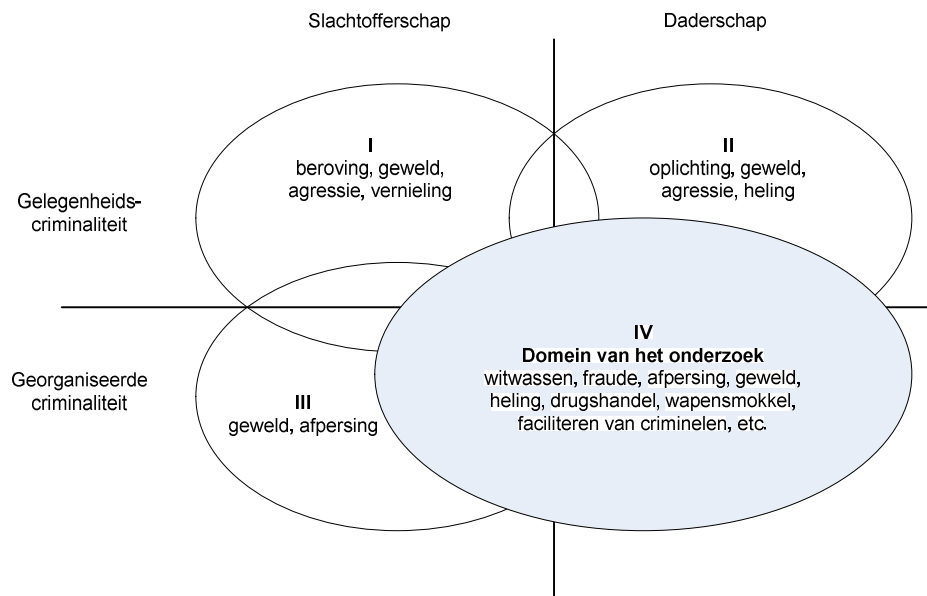 Slachtofferschap
Daderschap
Gelegenheids-
criminaliteit
I
beroving, geweld,
agressie, vernieling
II
oplichting, geweld,
agressie, heling
Georganiseerde
criminaliteit
III
geweld, afpersing
IV
Domein van het onderzoek
witwassen, fraude, afpersing, geweld,
heling, drugshandel, wapensmokkel,
faciliteren van criminelen, etc.